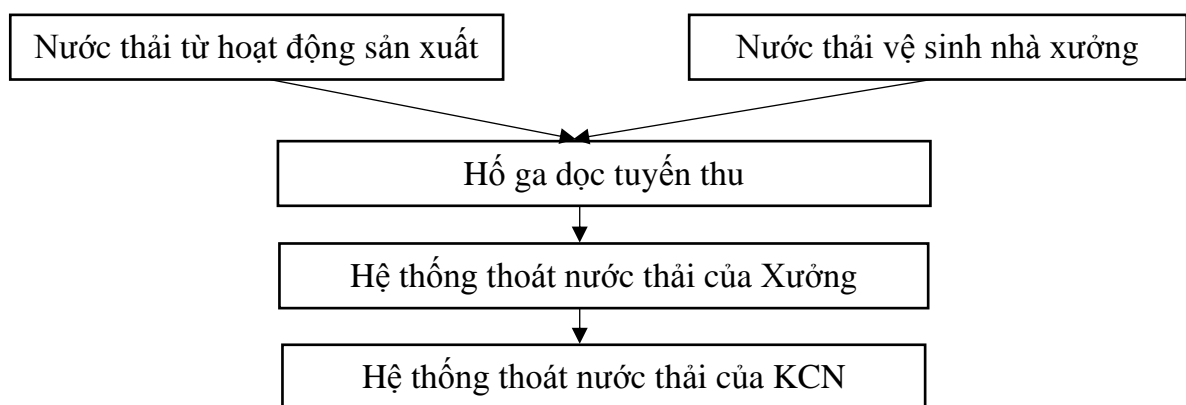 Nước thải từ hoạt động sản xuất
Nước thải vệ sinh nhà xưởng
Hố ga dọc tuyến thu
Hệ thống thoát nước thải của Xưởng
Hệ thống thoát nước thải của KCN